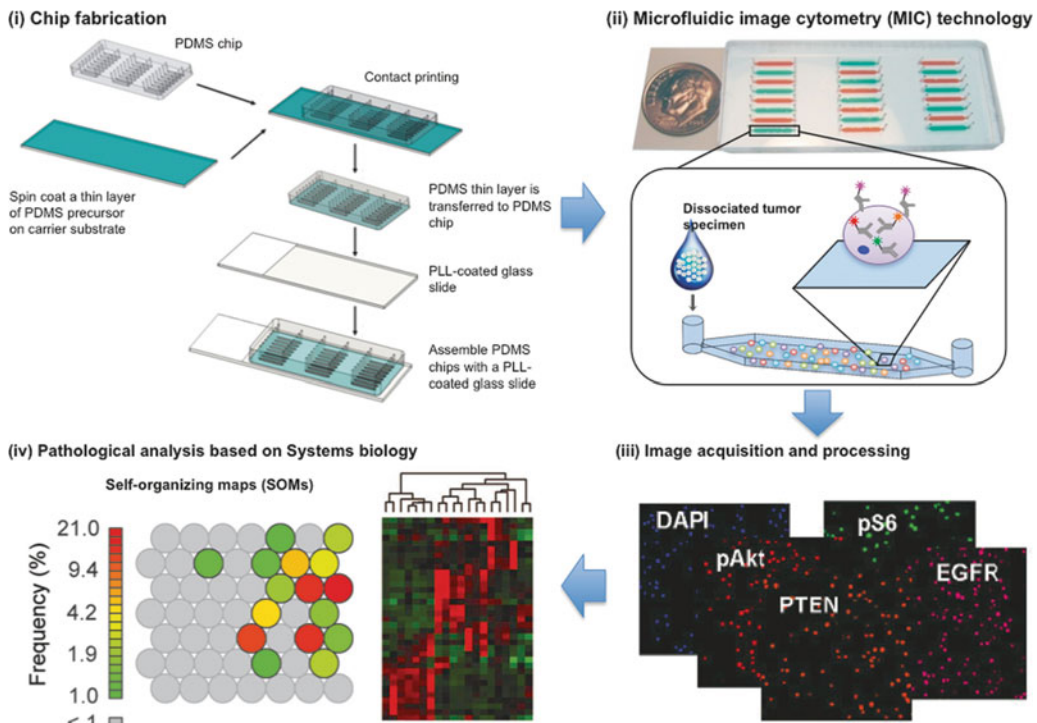 (i) Chip fabrication
PDMS chip
Contact printing
Spin coat a thin layer
of PDMS precursor
on carrier substrate
PDMS thin layer is
transferred to PDMS
chip
PLL-coated glass
slide
Assemble PDMS
chips with a PLL-
coated glass slide
(ii) Microfluidic image cytometry (MIC) technology
Dissociated tumor
specimen
(iii) Image acquisition and processing
DAPI
pS6
pAkt
EGFR
PTEN
(iv) Pathological analysis based on Systems biology
Self-organizing maps (SOMs)
Frequency (%)
21.0
9.4
4.2
1.9
1.0
< 1